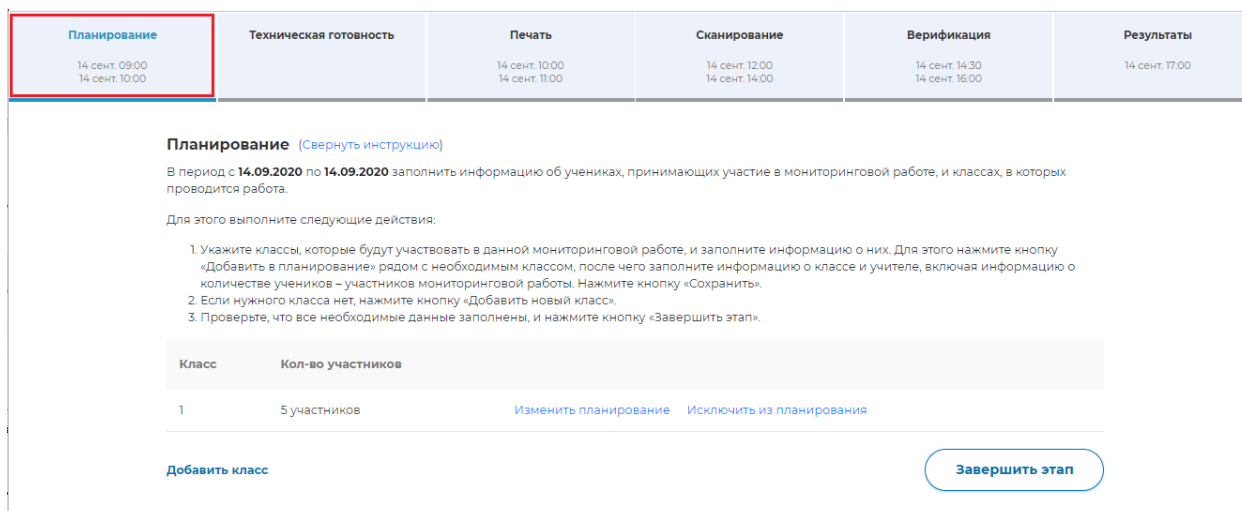 Планирование
14 сент. 09:00
14 сент. 10:00
Техническая готовность
Печать
14 сент. 10:00
14 сент. 11:00
Сканирование
14 сент. 12:00
14 сент. 14:00
Верификация
14 сент. 14:30
14 сент. 16:00
Результаты
14 сент. 17:00
Планирование (Свернуть инструкцию)
В период с 14.09.2020 по 14.09.2020 заполнить информацию об учениках, принимающих участие в мониторинговой работе, и классах, в которых
проводится работа.
Для этого выполните следующие действия:
1. Укажите классы, которые будут участвовать в данной мониторинговой работе, и заполните информацию о них. Для этого нажмите кнопку
«Добавить в планирование» рядом с необходимым классом, после чего заполните информацию о классе и учителе, включая информацию о
количестве учеников – участников мониторинговой работы. Нажмите кнопку «Сохранить».
2. Если нужного класса нет, нажмите кнопку «Добавить новый класс».
3. Проверьте, что все необходимые данные заполнены, и нажмите кнопку «Завершить этап».
Класс Кол-во участников
1 5 участников Изменить планирование Исключить из планирования
Добавить класс Завершить этап